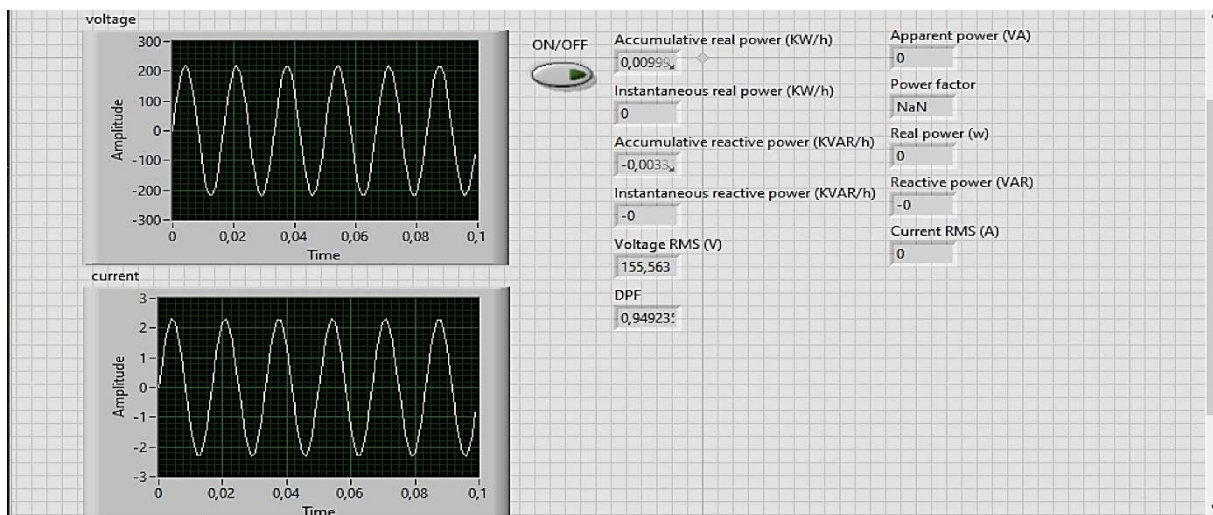 voltage
300
200
100
0
-100
-200
-300
Amplitude
0 0,02 0,04 0,06 0,08 0,1
Time
current
3
2
1
0
-1
-2
-3
Amplitude
0 0,02 0,04 0,06 0,08 0,1
Time
ON/OFF
Accumulative real power (KW/h)
0,00999
Instantaneous real power (KW/h)
0
Accumulative reactive power (KVAR/h)
-0,0033
Instantaneous reactive power (KVAR/h)
-0
Voltage RMS (V)
155,563
DPF
0,94923
Apparent power (VA)
0
Power factor
NaN
Real power (w)
0
Reactive power (VAR)
-0
Current RMS (A)
0